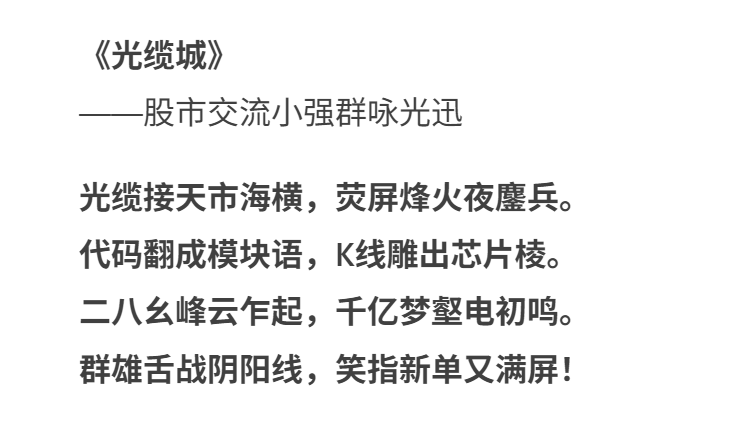 《光缆城》
——股市交流小强群咏光迅
光缆接天市海横，荧屏烽火夜鏖兵。
代码翻成模块语，K线雕出芯片棱。
二八幺峰云乍起，千亿梦壑电初鸣。
群雄舌战阴阳线，笑指新单又满屏！